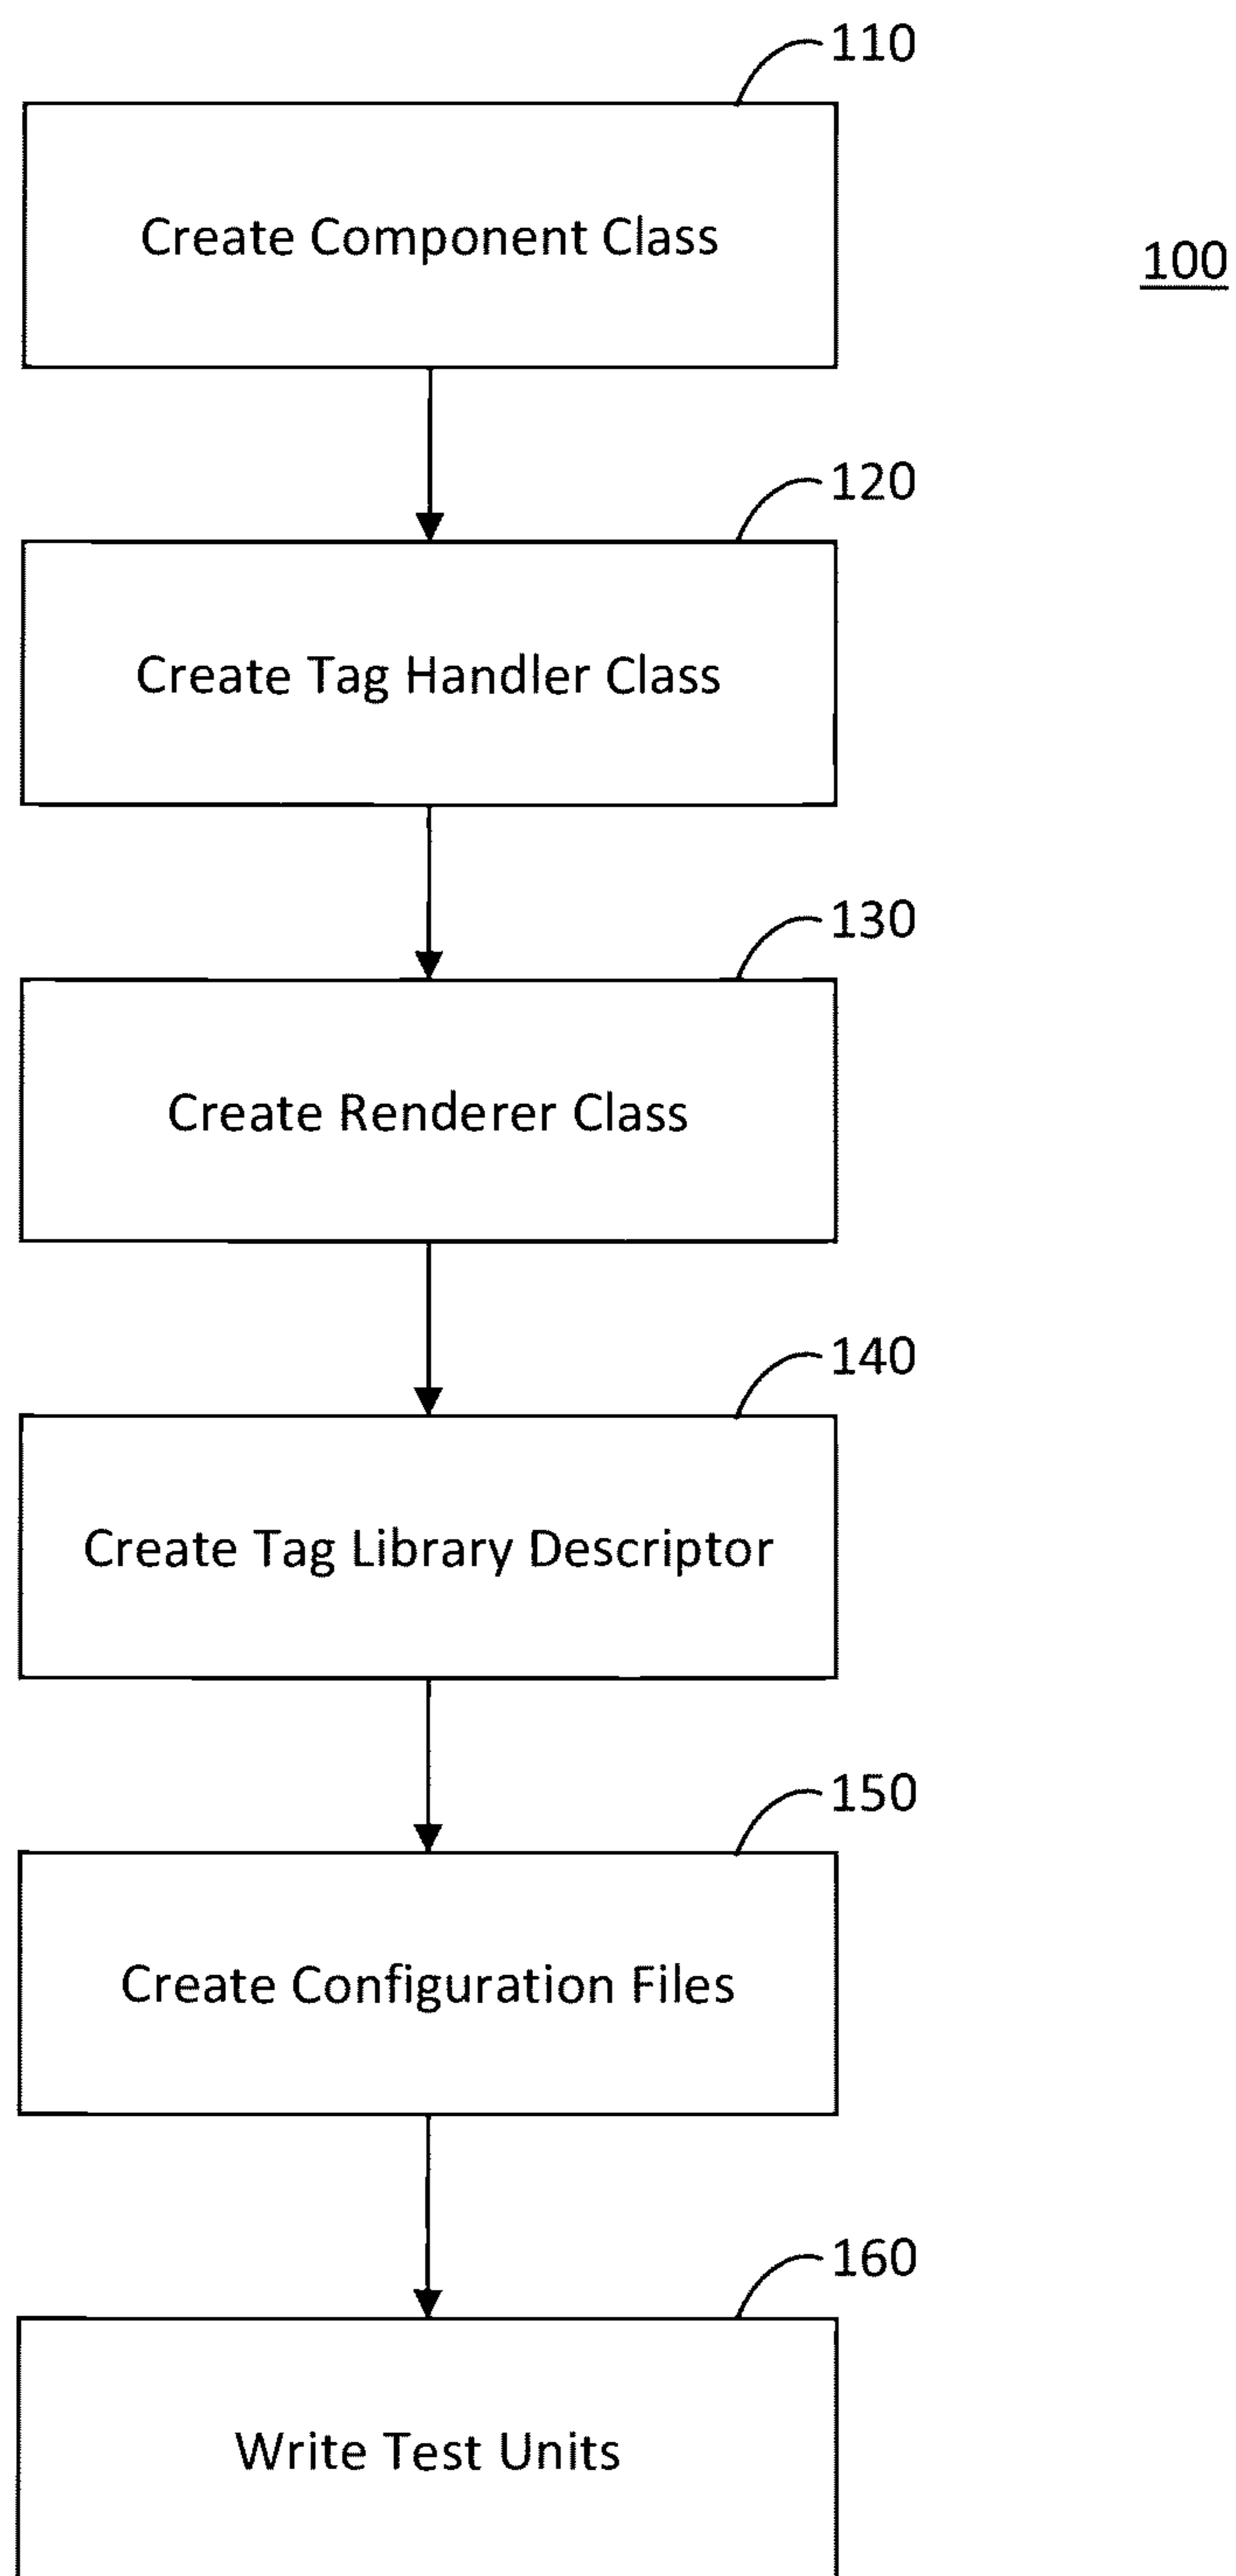 110
Create Component Class
100
120
Create Tag Handler Class
130
Create Renderer Class
140
Create Tag Library Descriptor
150
Create Configuration Files
160
Write Test Units